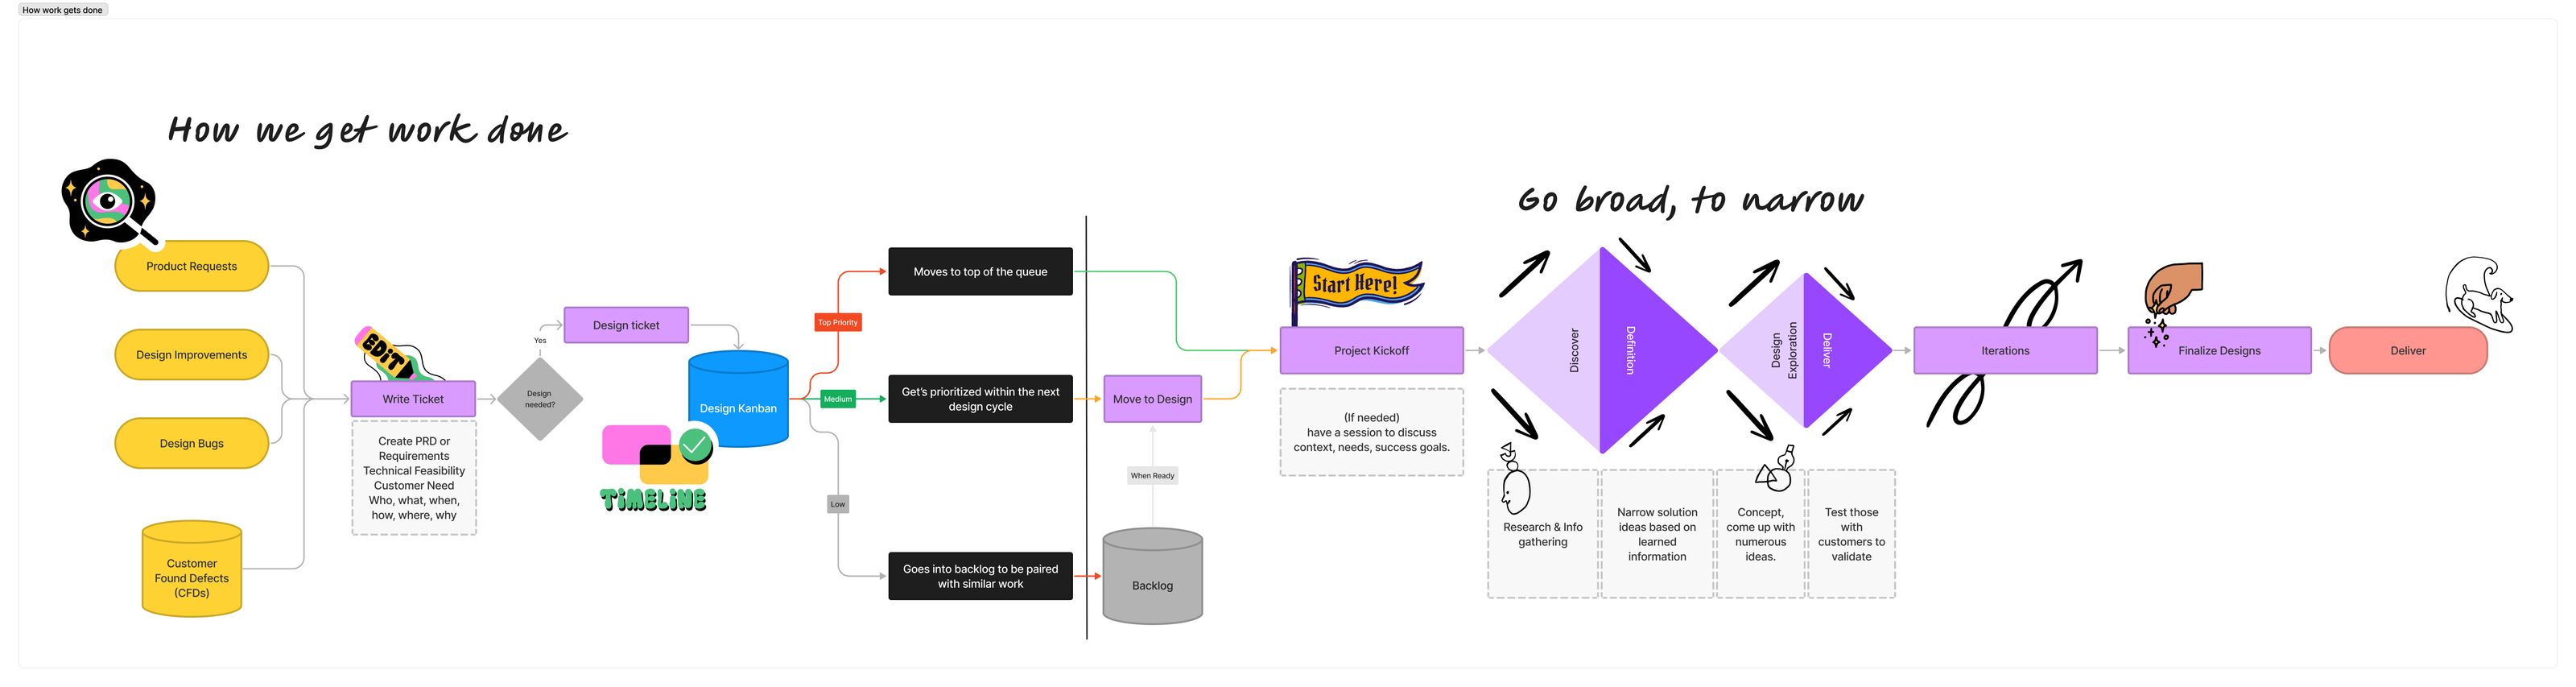 How work gets done
How we get work done
Product Requests
Design Improvements
Design Bugs
Customer
Found Defects
(CFDs)
EDIT
Write Ticket
Create PRD or
Requirements
Technical Feasibility
Customer Need
Who, what, when,
how, where, why
Design
needed?
Yes
Design ticket
Design Kanban
TIMELINE
Top Priority
Medium
Low
Moves to top of the queue
Get's prioritized within the next
design cycle
Goes into backlog to be paired
with similar work
Move to Design
When Ready
Backlog
Start Here!
Project Kickoff
(If needed)
have a session to discuss
context, needs, success goals.
Go broad, to narrow
Discover
Definition
Design
Exploration
Deliver
Research & Info
gathering
Narrow solution
ideas based on
learned
information
Concept,
come up with
numerous
ideas.
Test those
with
customers to
validate
Iterations
Finalize Designs
Deliver